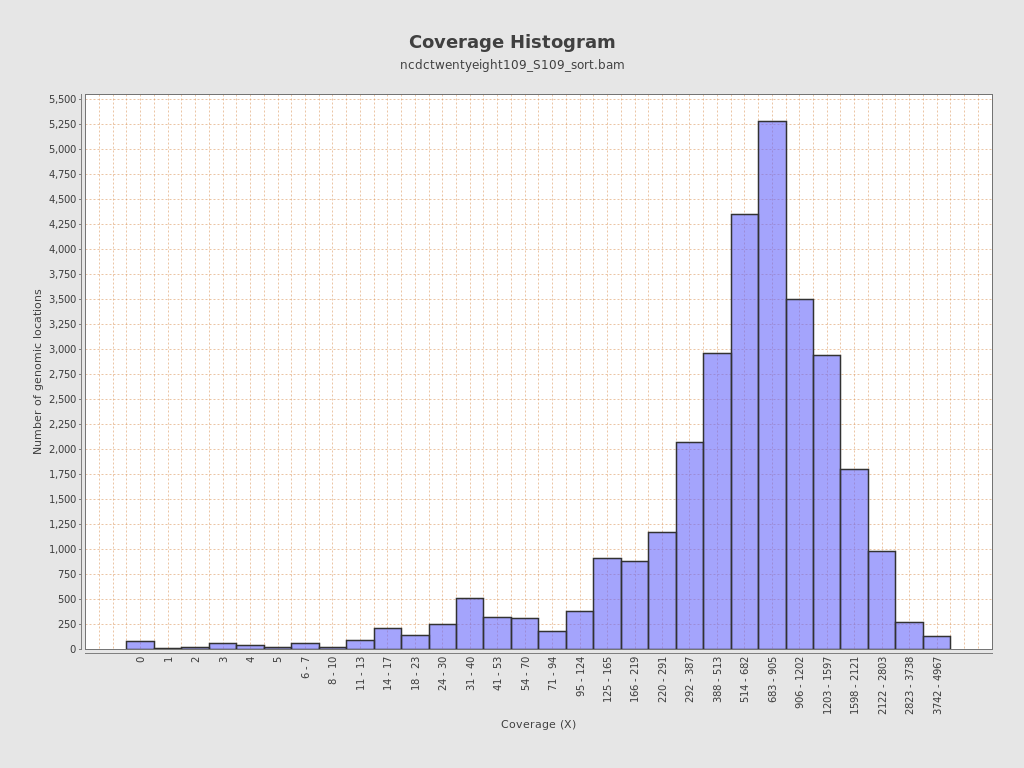 Coverage Histogram
ncdctwentyeight109_S109_sort.bam
Number of genomic locations
5,500
5,250
5,000
4,750
4,500
4,250
4,000
3,750
3,500
3,250
3,000
2,750
2,500
2,250
2,000
1,750
1,500
1,250
1,000
750
500
250
0
0
1
2
3
4
5
6 - 7
8 - 10
11 - 13
14 - 17
18 - 23
24 - 30
31 - 40
41 - 53
54 - 70
71 - 94
95 - 124
125 - 165
166 - 219
220 - 291
292 - 387
388 - 513
514 - 682
683 - 905
906 - 1202
1203 - 1597
1598 - 2121
2122 - 2803
2823 - 3738
3742 - 4967
Coverage (X)